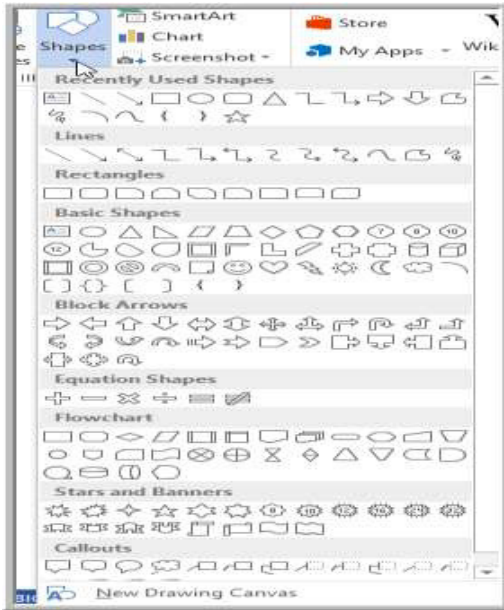 SmartArt
Store
Chart
Shapes
My Apps
Wik
Screenshot
Recently Used Shapes
Lines
Rectangles
Basic Shapes
Block Arrows
Equation Shapes
Flowchart
Stars and Banners
Callouts
New Drawing Canvas